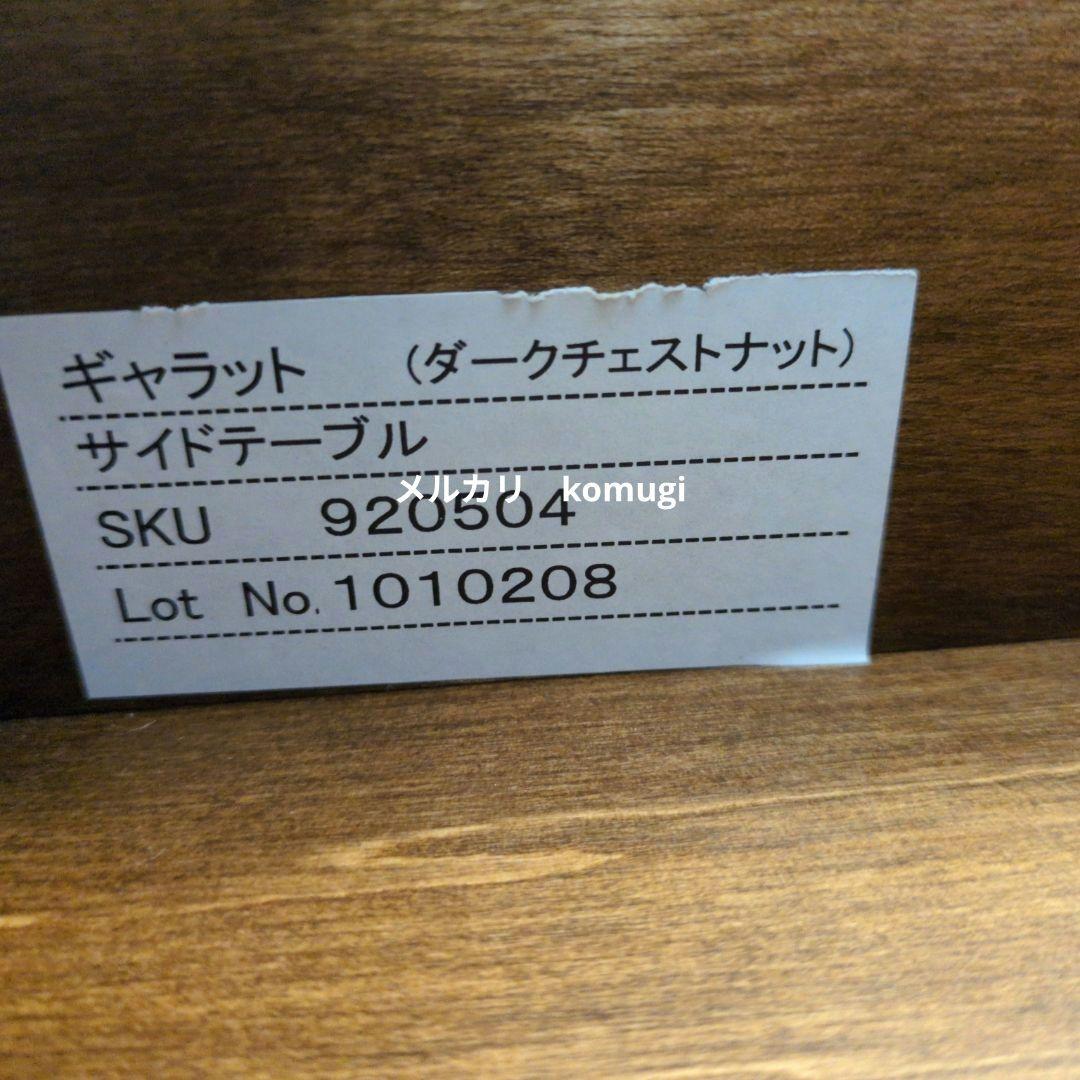 ギャラット　　（ダークチェストナット）
サイドテーブル
メルカリ　komugi
SKU　　920504
Lot No.1010208